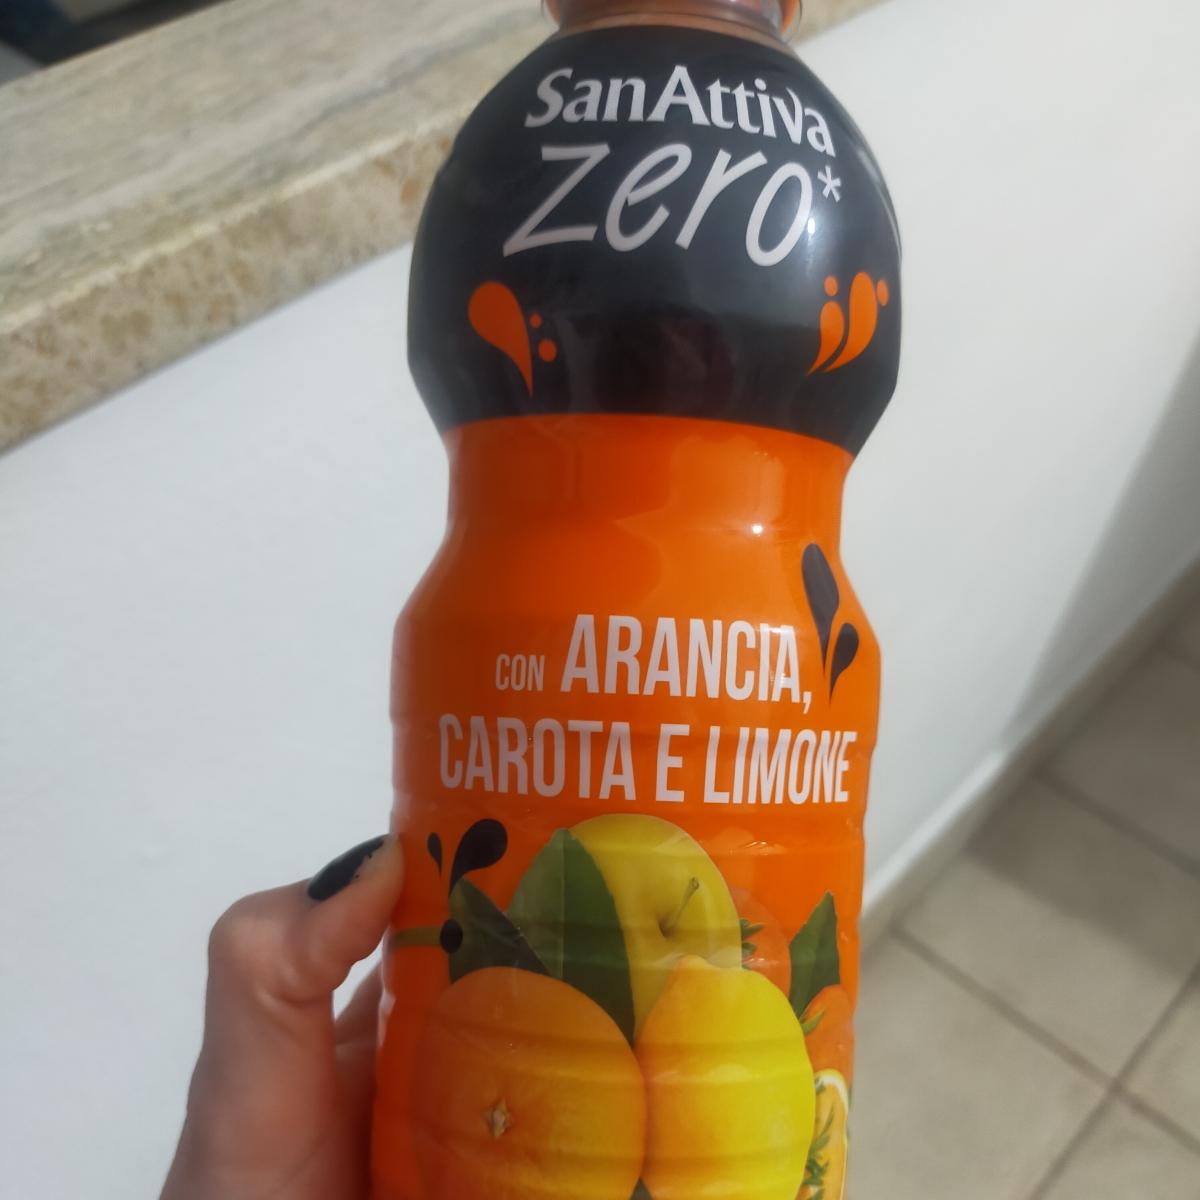 SanAttiva
zero*
CON ARANCIA,
CAROTA E LIMONE